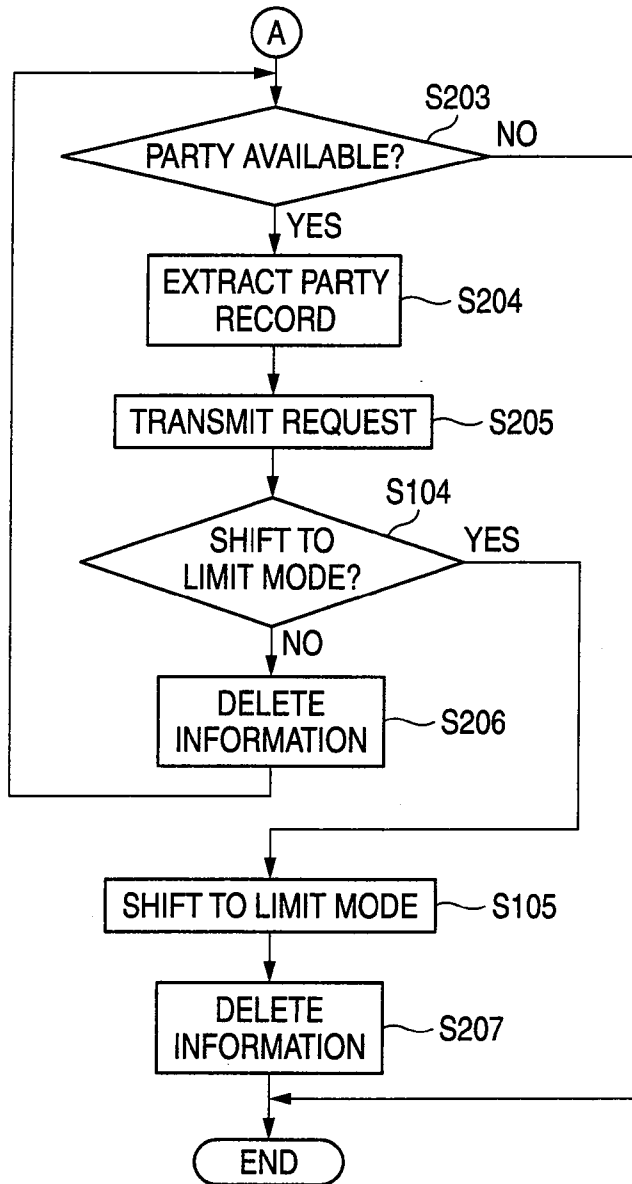 A
S203
PARTY AVAILABLE?
NO
YES
EXTRACT PARTY
RECORD
S204
TRANSMIT REQUEST
S205
S104
SHIFT TO
LIMIT MODE?
YES
NO
DELETE
INFORMATION
S206
SHIFT TO LIMIT MODE
S105
DELETE
INFORMATION
S207
END